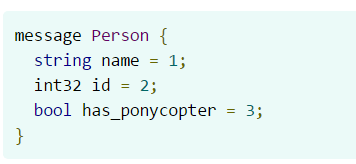 message Person {
  string name = 1;
  int32 id = 2;
  bool has_ponycopter = 3;
}